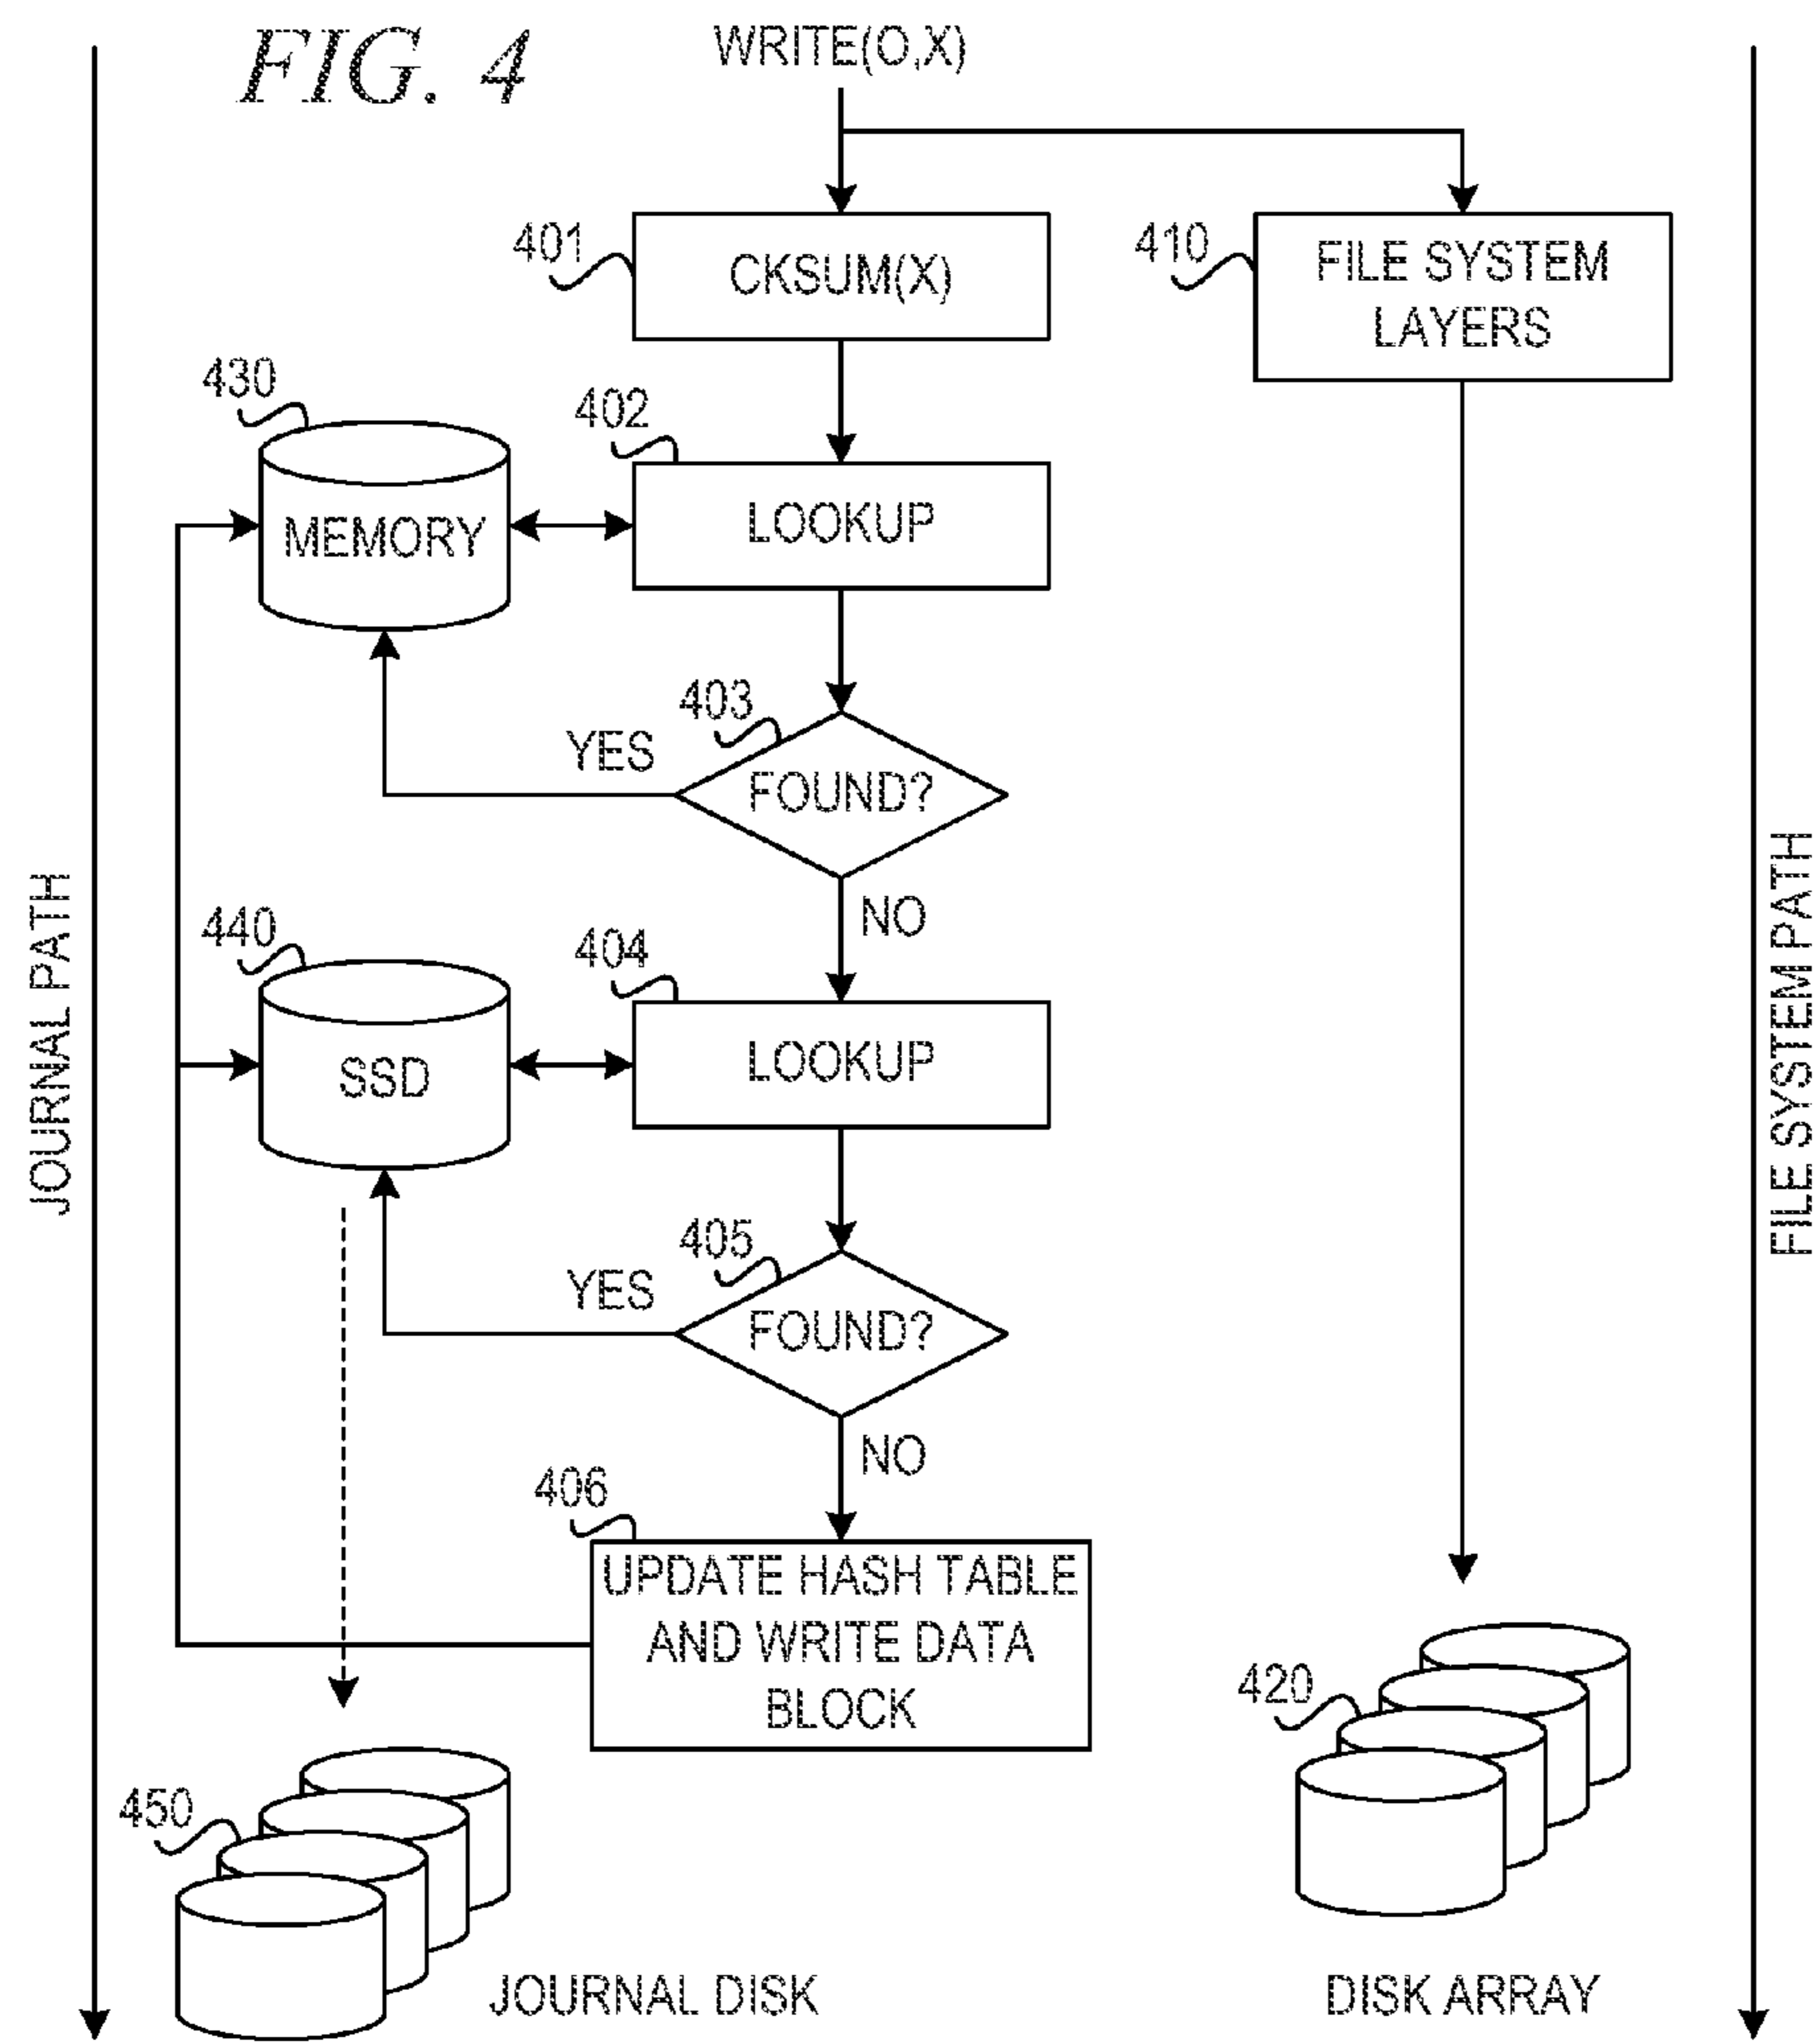 FIG. 4
WRITE(O,X)
401
CKSUM(X)
410
FILE SYSTEM
LAYERS
430
MEMORY
402
LOOKUP
403
YES
FOUND?
NO
440
SSD
404
LOOKUP
405
YES
FOUND?
NO
406
UPDATE HASH TABLE
AND WRITE DATA
BLOCK
JOURNAL PATH
FILE SYSTEM PATH
420
450
JOURNAL DISK
DISK ARRAY